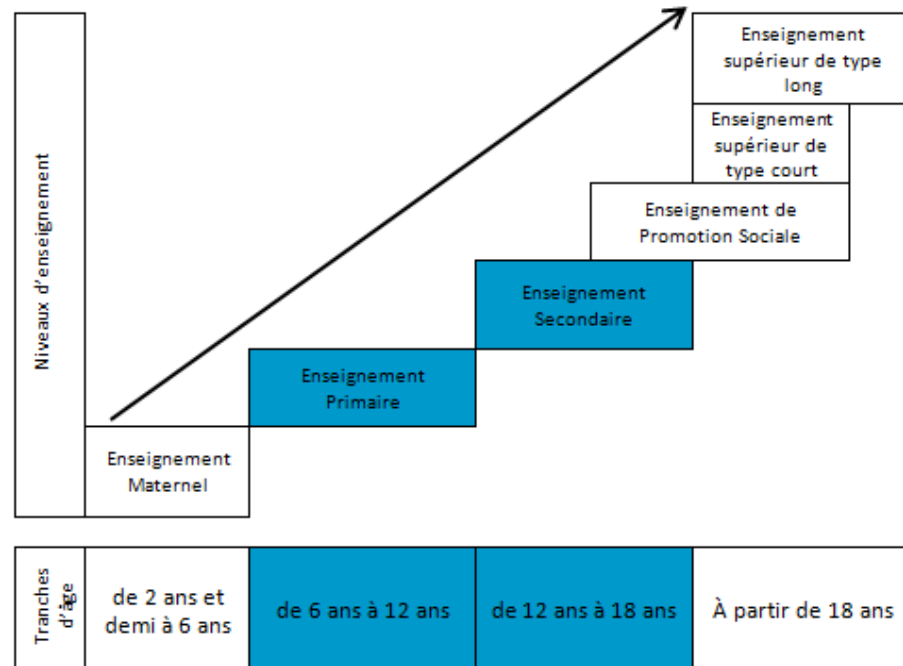 Niveaux d'enseignement
Enseignement
supérieur de type
long
Enseignement
supérieur de
type court
Enseignement de
Promotion Sociale
Enseignement
Secondaire
Enseignement
Primaire
Enseignement
Maternel
Tranches
d'âge
de 2 ans et
demi à 6 ans
de 6 ans à 12 ans
de 12 ans à 18 ans
À partir de 18 ans